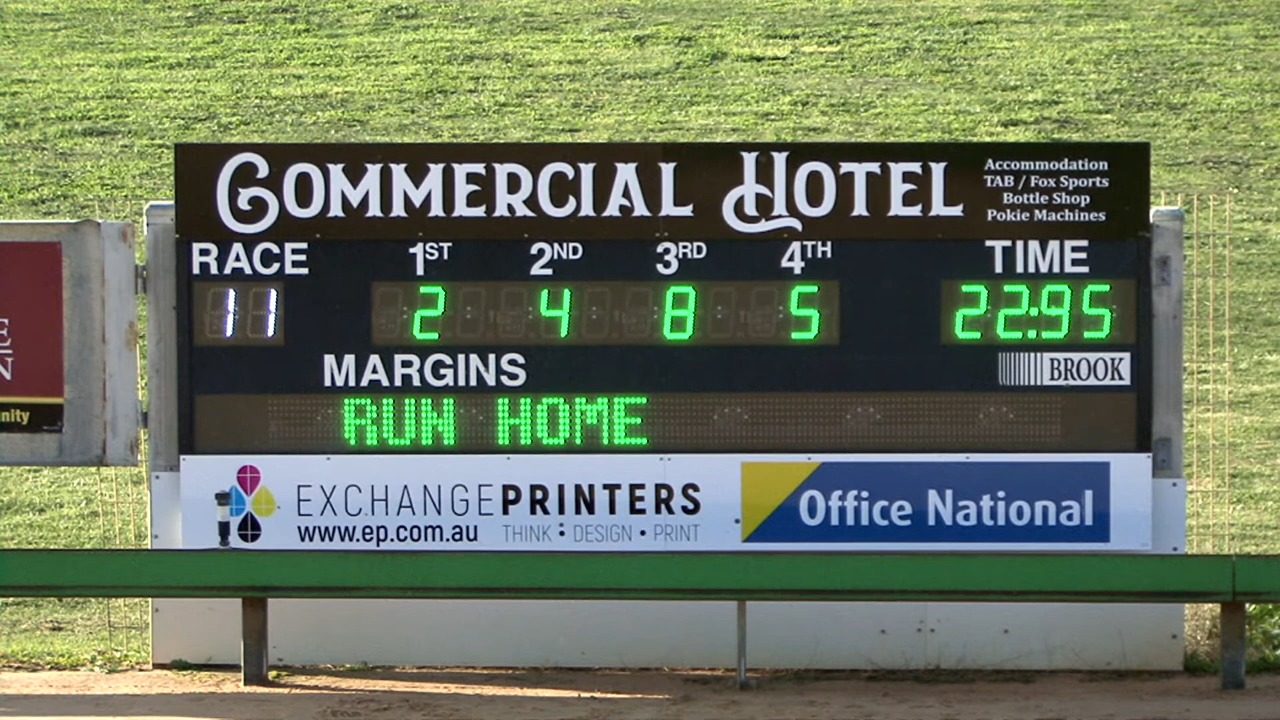 COMMERCIAL HOTEL
Accommodation
TAB / Fox Sports
Bottle Shop
Pokie Machines
RACE 1ST 2ND 3RD 4TH TIME
11 2 4 8 5 22:95
MARGINS
BROOK
RUN HOME
EXCHANGEPRINTERS
www.ep.com.au THINK : DESIGN • PRINT
Office National
E
N
nity